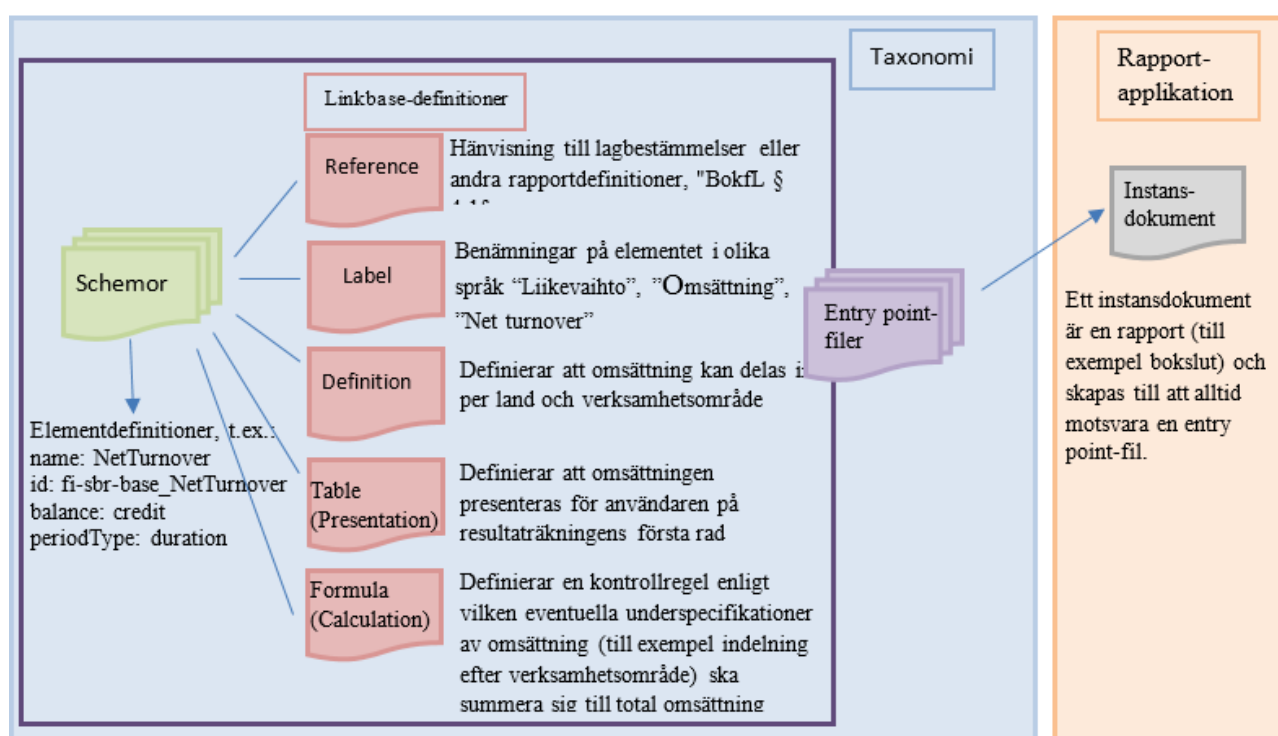 Taxonomi
Linkbase-definitioner
Schemor
Elementdefinitioner, t.ex.:
name: NetTurnover
id: fi-sbr-base_NetTurnover
balance: credit
periodType: duration
Reference
Hänvisning till lagbestämmelser eller
andra rapportdefinitioner, "BokfL §
Label
Benämningar på elementet i olika
språk “Liikevaihto”, ”Omsättning”,
”Net turnover”
Definition
Definierar att omsättning kan delas
per land och verksamhetsområde
Table
(Presentation)
Definierar att omsättningen
presenteras för användaren på
resultaträkningens första rad
Formula
(Calculation)
Definierar en kontrollregel enligt
vilken eventuella underspecifikationer
av omsättning (till exempel indelning
efter verksamhetsområde) ska
summera sig till total omsättning
Entry point-
filer
Rapport-
applikation
Instans-
dokument
Ett instansdokument
är en rapport (till
exempel bokslut) och
skapas till att alltid
motsvara en entry
point-fil.